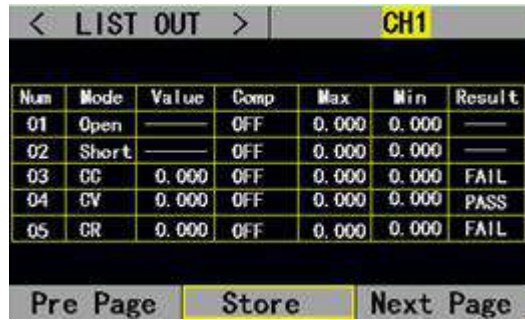 < LIST OUT > CH1
Num Mode Value Comp Max Min Result
01 Open ——— OFF 0.000 0.000 ——
02 Short ——— OFF 0.000 0.000 ——
03 CC 0.000 OFF 0.000 0.000 FAIL
04 CV 0.000 OFF 0.000 0.000 PASS
05 CR 0.000 OFF 0.000 0.000 FAIL
Pre Page Store Next Page